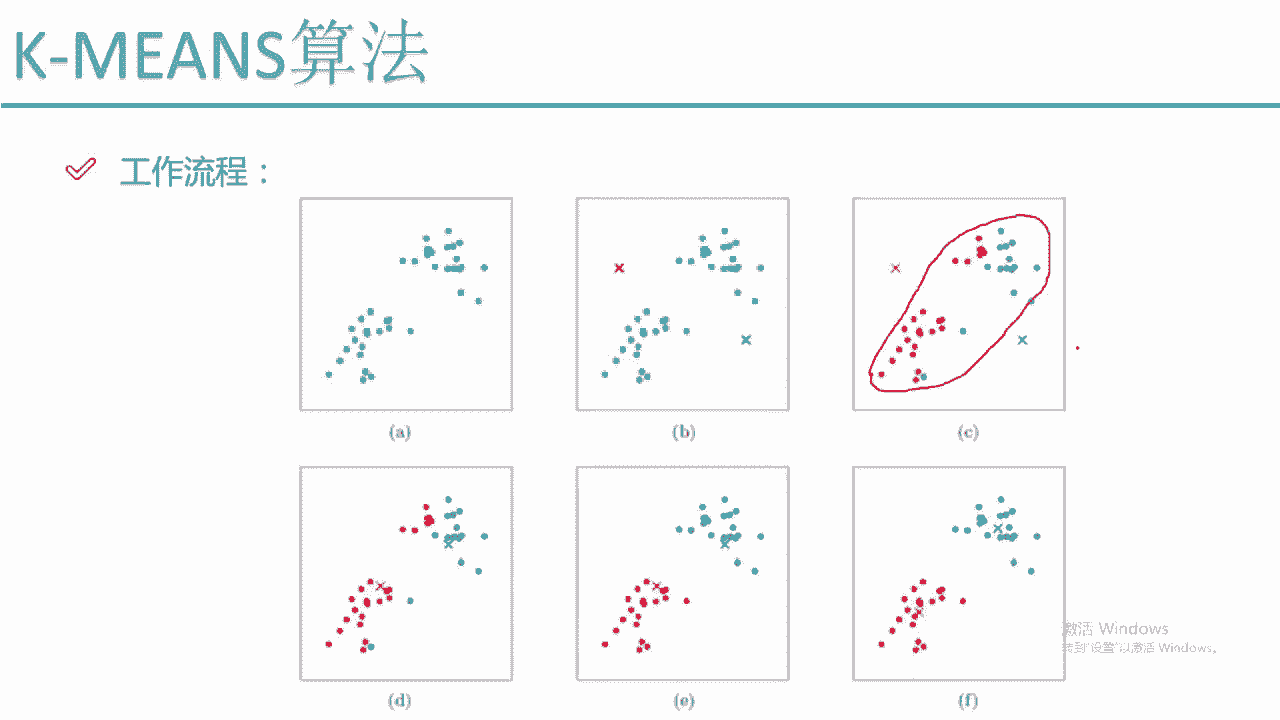 K-MEANS算法
工作流程：
(a)
(b)
(c)
(d)
(e)
(f)
激活 Windows
转到"设置"以激活 Windows。